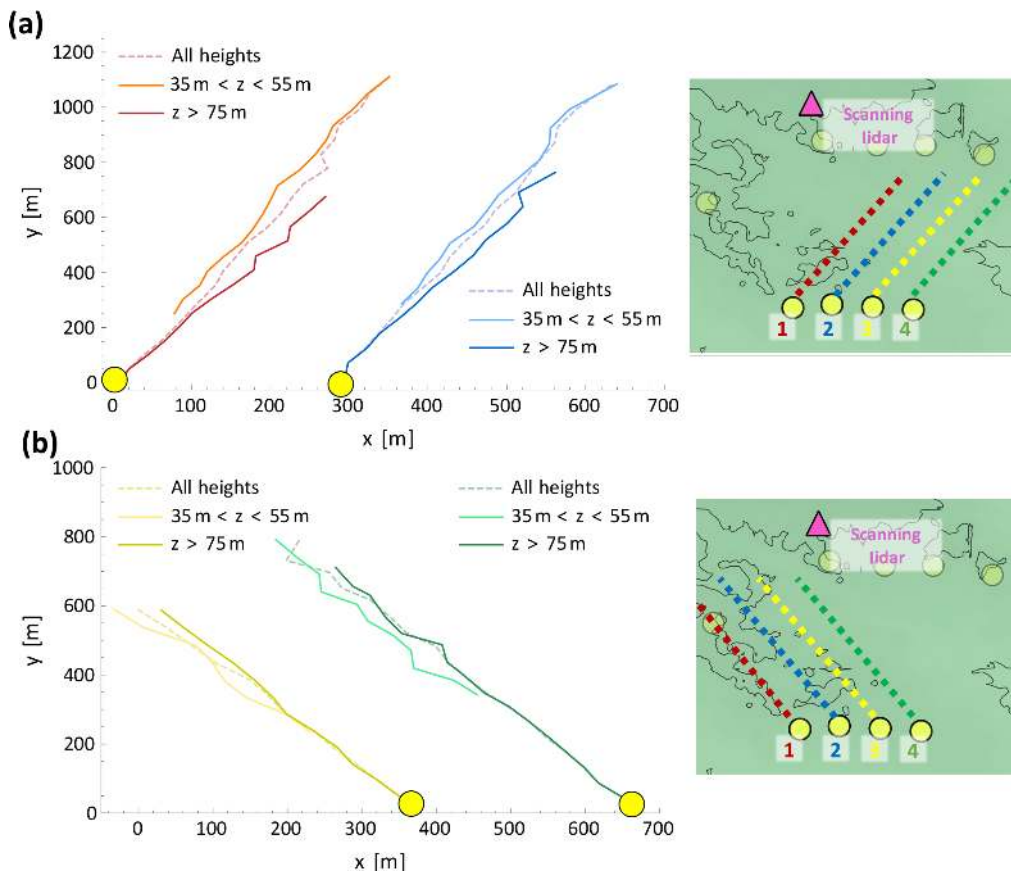 (a)
1200
1000
800
600
400
200
0
y [m]
All heights
35 m < z < 55 m
z > 75 m
All heights
35 m < z < 55 m
z > 75 m
0
100
200
300
400
500
600
700
x [m]
Scanning
lidar
1
2
3
4
(b)
1000
800
600
400
200
0
y [m]
All heights
35 m < z < 55 m
z > 75 m
All heights
35 m < z < 55 m
z > 75 m
0
100
200
300
400
500
600
700
x [m]
Scanning
lidar
1
2
3
4